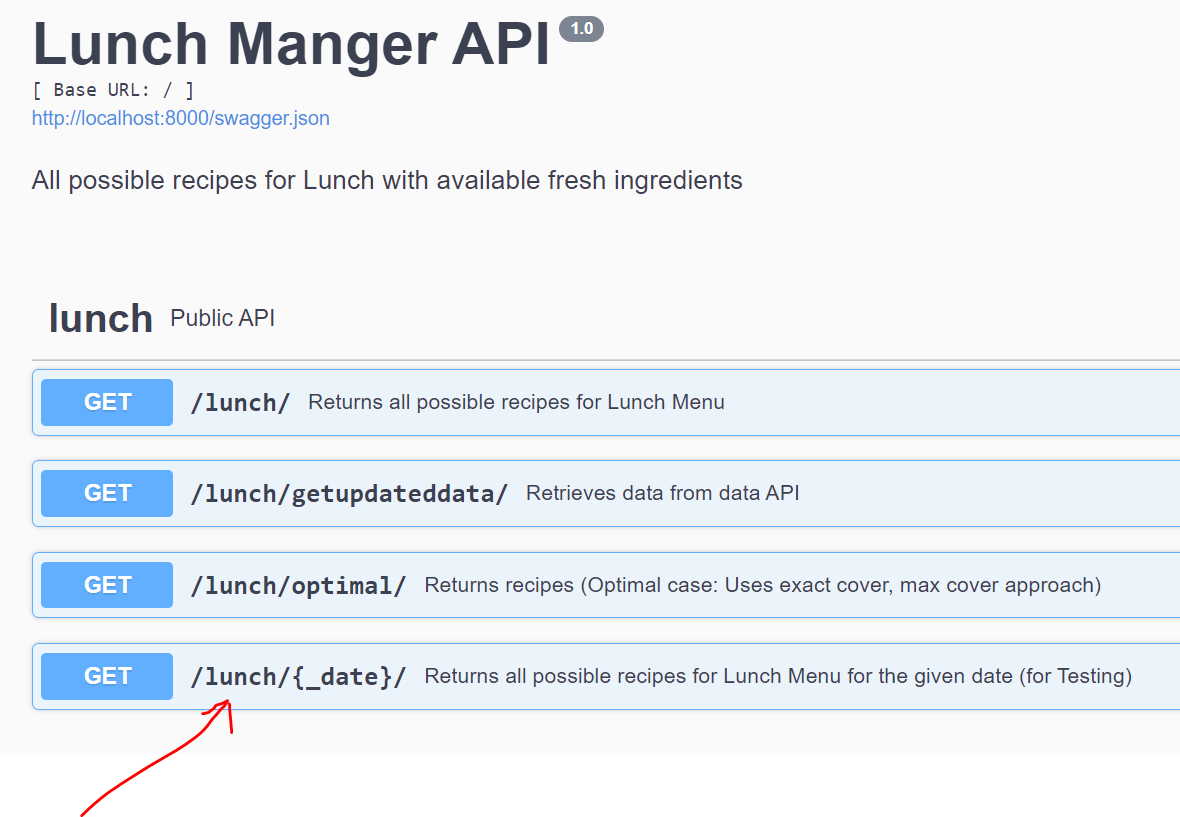 Lunch Manger API 1.0
[ Base URL: / ]
http://localhost:8000/swagger.json
All possible recipes for Lunch with available fresh ingredients
lunch Public API
GET /lunch/ Returns all possible recipes for Lunch Menu
GET /lunch/getupdateddata/ Retrieves data from data API
GET /lunch/optimal/ Returns recipes (Optimal case: Uses exact cover, max cover approach)
GET /lunch/{_date}/ Returns all possible recipes for Lunch Menu for the given date (for Testing)